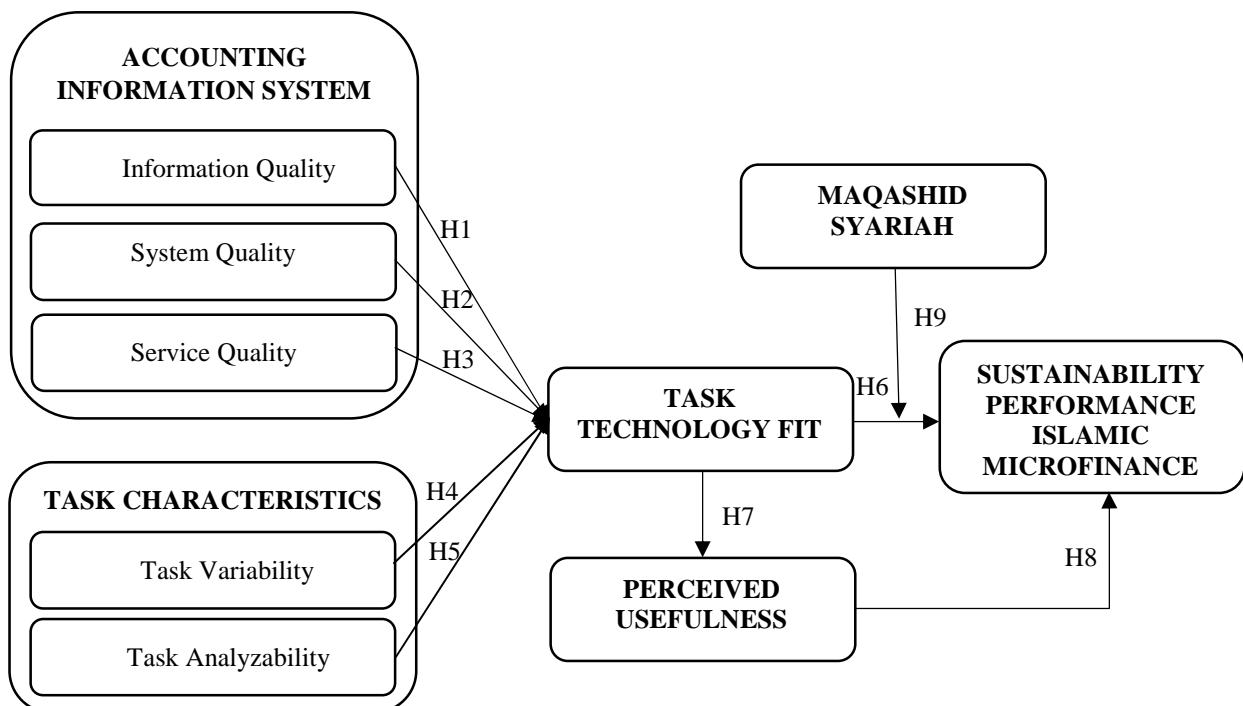 ACCOUNTING
INFORMATION SYSTEM
Information Quality
System Quality
Service Quality
H1
H2
H3
TASK CHARACTERISTICS
Task Variability
Task Analyzability
H4
H5
TASK
TECHNOLOGY FIT
H7
PERCEIVED
USEFULNESS
MAQASHID
SYARIAH
H9
H6
SUSTAINABILITY
PERFORMANCE
ISLAMIC
MICROFINANCE
H8